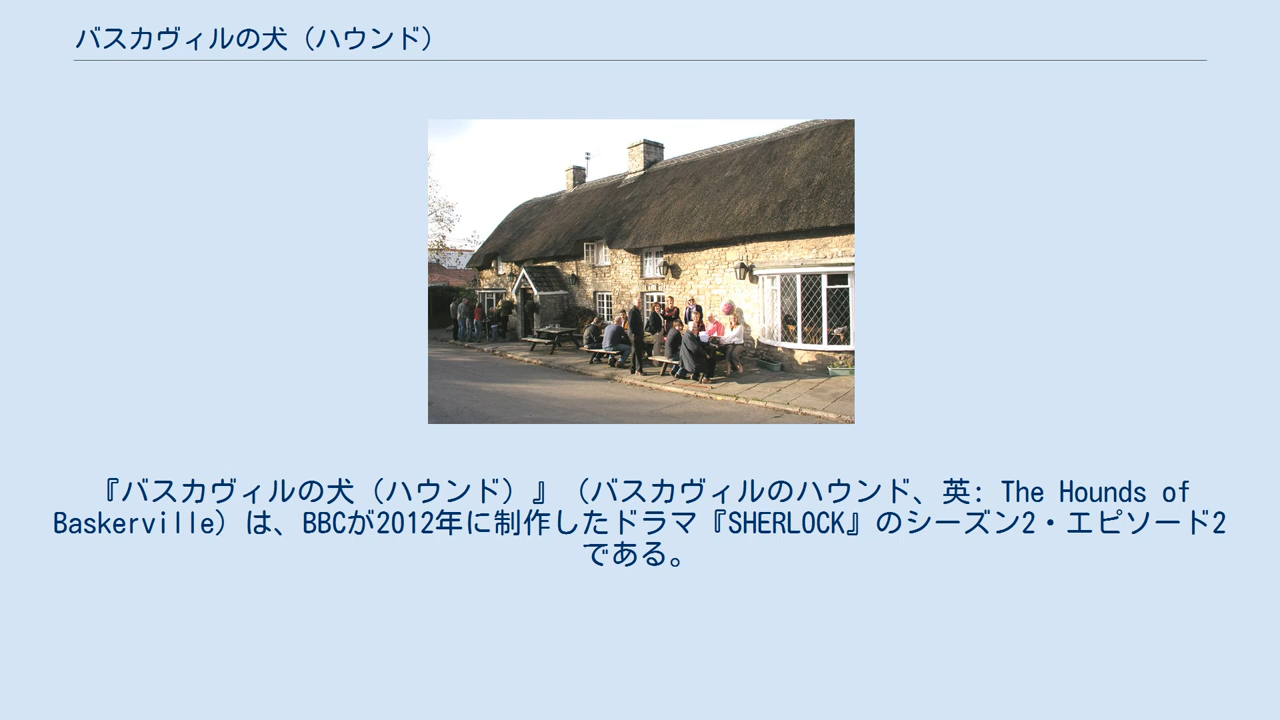 バスカヴィルの犬（ハウンド）
『バスカヴィルの犬（ハウンド）』（バスカヴィルのハウンド、英: The Hounds of
Baskerville）は、BBCが2012年に制作したドラマ『SHERLOCK』のシーズン2・エピソード2
である。